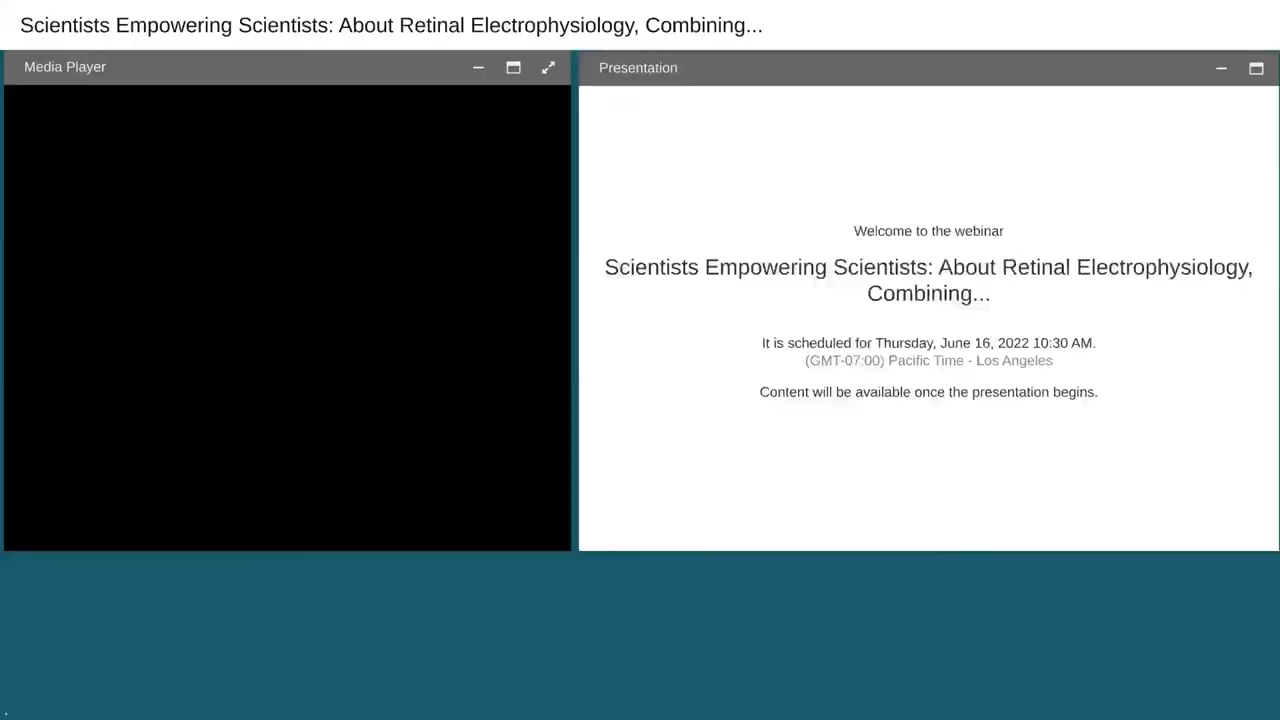 Scientists Empowering Scientists: About Retinal Electrophysiology, Combining...
Media Player
Presentation
Welcome to the webinar
Scientists Empowering Scientists: About Retinal Electrophysiology,
Combining...
It is scheduled for Thursday, June 16, 2022 10:30 AM.
(GMT-07:00) Pacific Time - Los Angeles
Content will be available once the presentation begins.